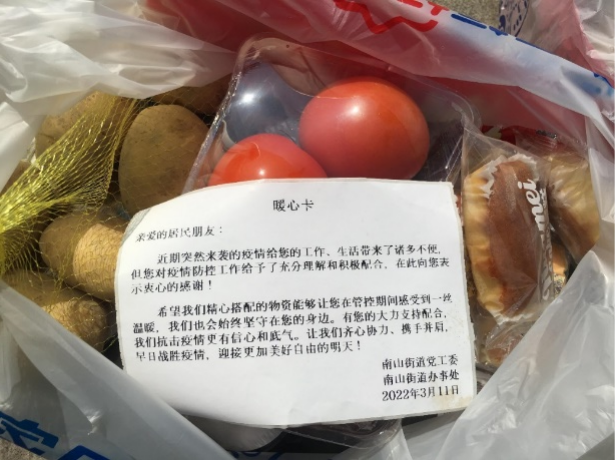 暖心卡
亲爱的居民朋友：
近期突然来袭的疫情给您的工作、生活带来了诸多不便，
但您对疫情防控工作给予了充分理解和积极配合，在此向您表
示衷心的感谢！
希望我们精心搭配的物资能够让您在管控期间感受到一丝
温暖，我们也会始终坚守在您的身边。有您的大力支持配合，
我们抗击疫情更有信心和底气。让我们齐心协力、携手并肩，
早日战胜疫情，迎接更加美好自由的明天！
南山街道党工委
南山街道办事处
2022年3月11日
mei